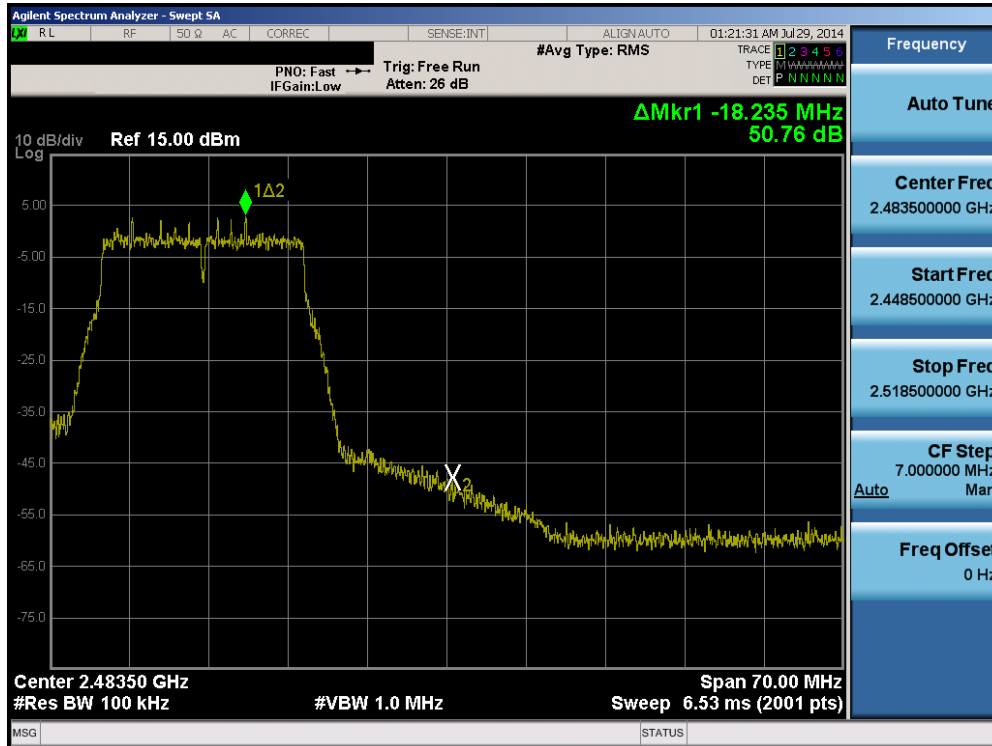 Agilent Spectrum Analyzer - Swept SA
LXI RL RF 50 Ω AC CORREC SENSE:INT ALIGN AUTO 01:21:31 AM Jul 29, 2014
#Avg Type: RMS
TRACE 1 2 3 4 5 6
PNO: Fast Trig: Free Run
TYPE M
IFGain:Low Atten: 26 dB
DET P N N N N N
ΔMkr1 -18.235 MHz
50.76 dB
10 dB/div Ref 15.00 dBm
Log
1Δ2
5.00
-5.00
-15.0
-25.0
-35.0
-45.0
X2
-55.0
-65.0
-75.0
Center 2.48350 GHz Span 70.00 MHz
#Res BW 100 kHz #VBW 1.0 MHz Sweep 6.53 ms (2001 pts)
MSG STATUS
Frequency
Auto Tune
Center Freq
2.483500000 GHz
Start Freq
2.448500000 GHz
Stop Freq
2.518500000 GHz
CF Step
7.000000 MHz
Auto Man
Freq Offset
0 Hz